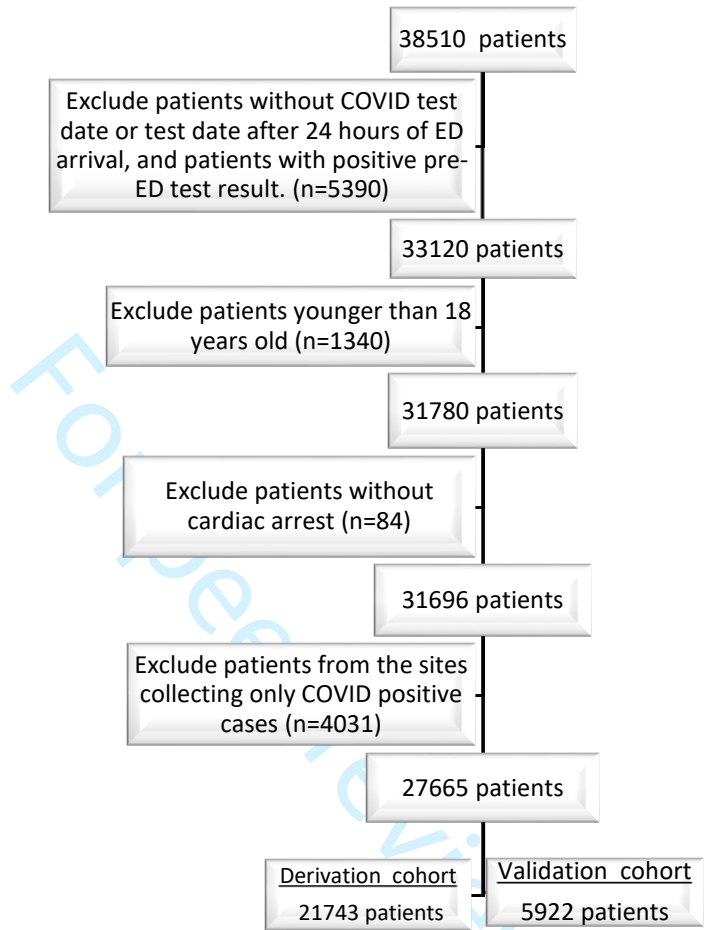 38510 patients
Exclude patients without COVID test
date or test date after 24 hours of ED
arrival, and patients with positive pre-
ED test result. (n=5390)
33120 patients
Exclude patients younger than 18
years old (n=1340)
31780 patients
Exclude patients without
cardiac arrest (n=84)
31696 patients
Exclude patients from the sites
collecting only COVID positive
cases (n=4031)
27665 patients
Derivation cohort
21743 patients
Validation cohort
5922 patients